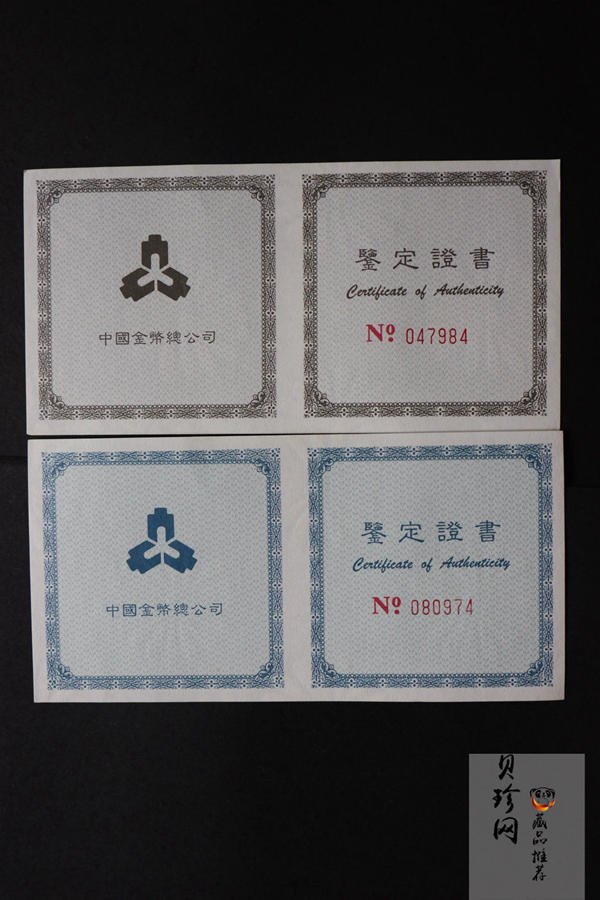 鑒定證書
Certificate of Authenticity
中國金幣總公司
Nº 047984
鑒定證書
Certificate of Authenticity
中國金幣總公司
Nº 080974
贝珍网
藏品推荐